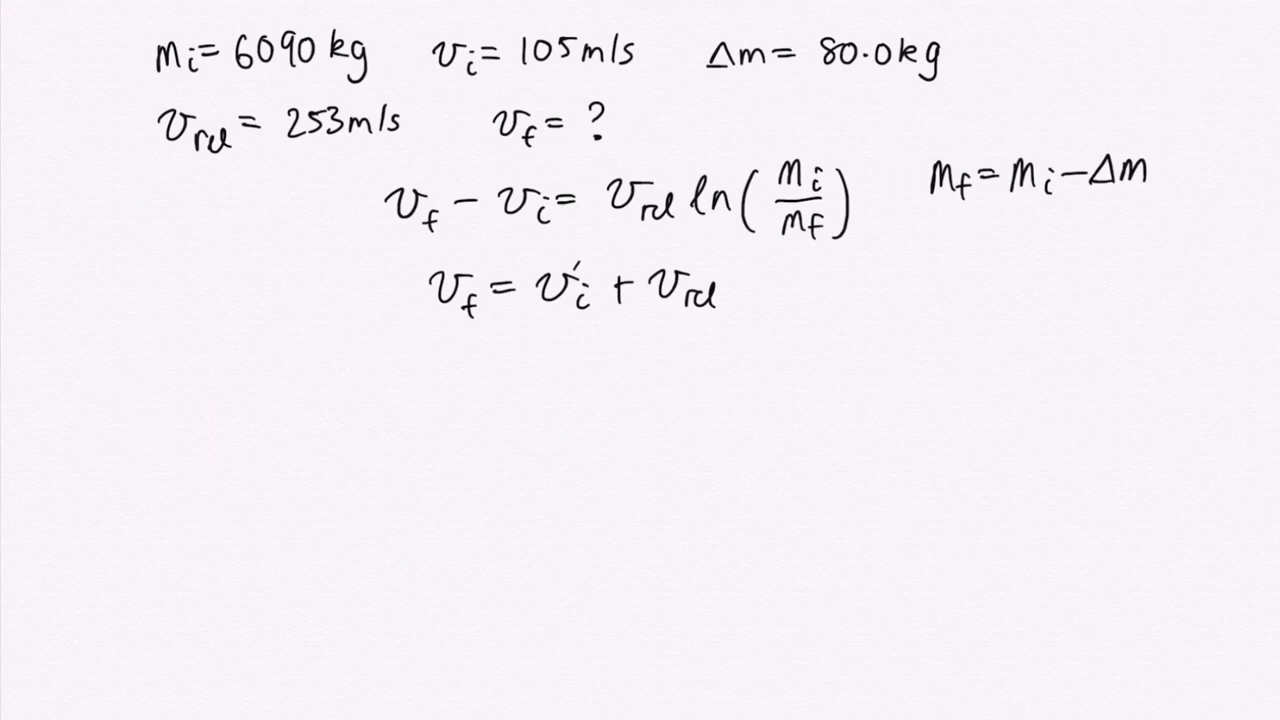 mi = 6090 kg vi = 105 m/s Δm = 80.0 kg
vrel = 253 m/s vf = ?
vf − vi = vrel ln(mi/mf) mf = mi − Δm
vf = vi + vrel